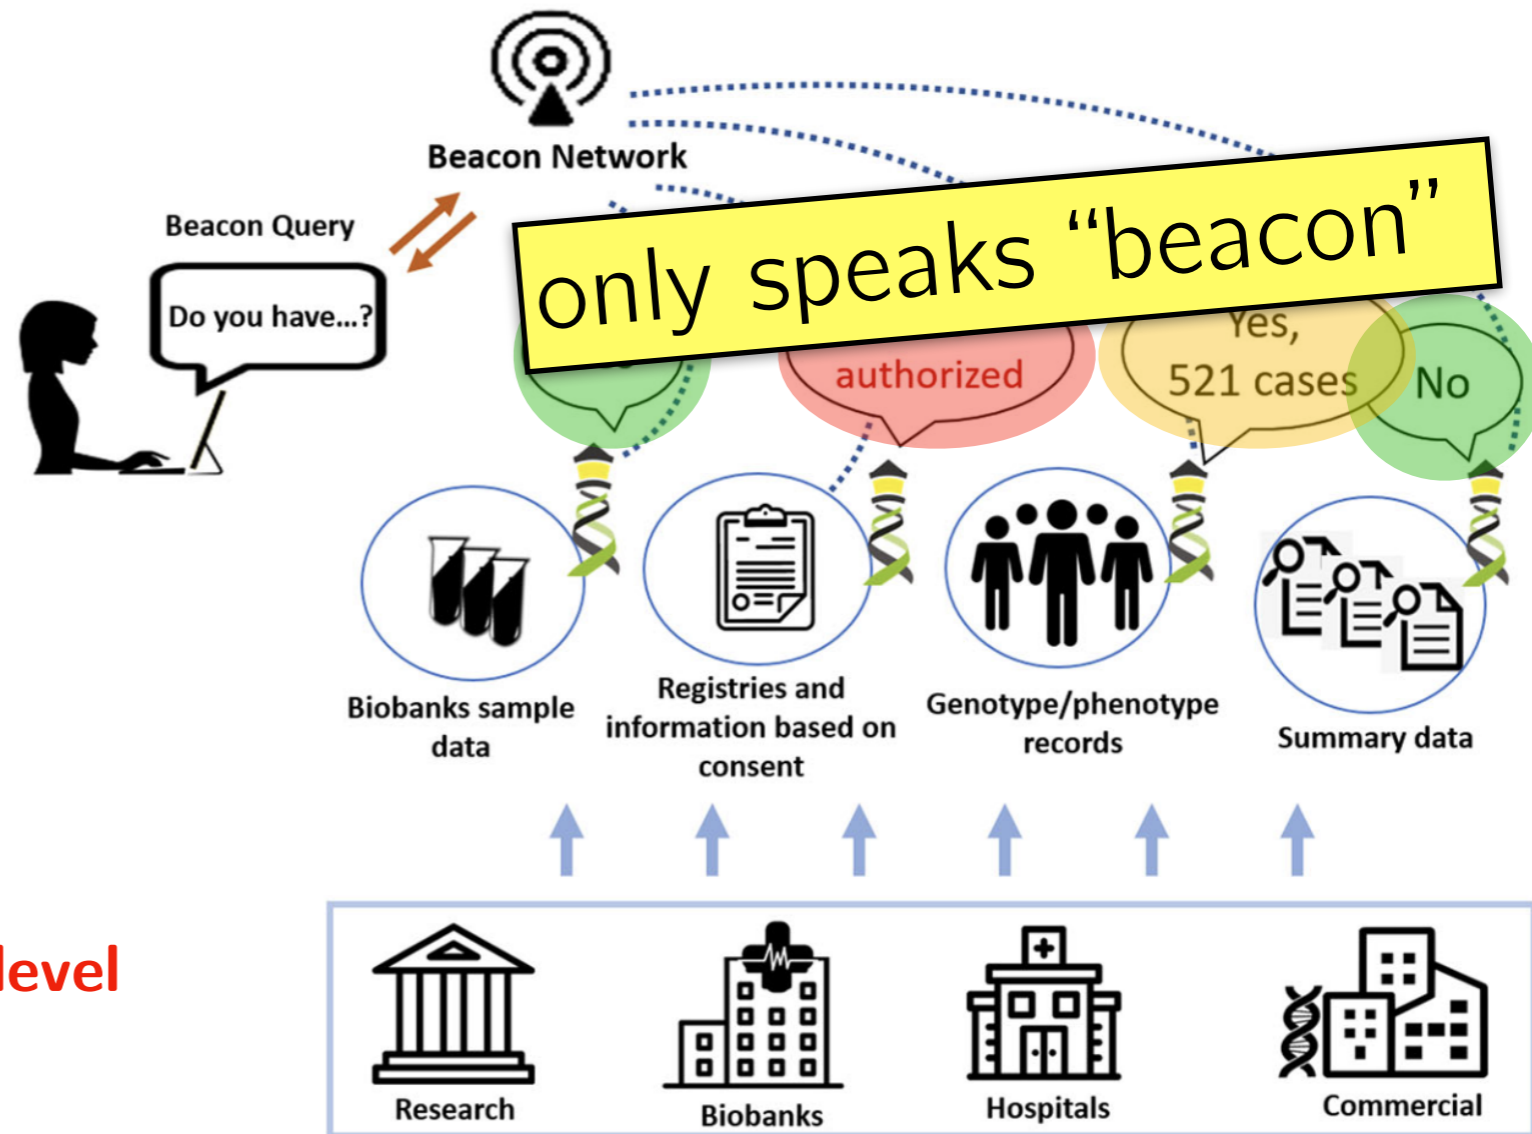 Beacon Network
Beacon Query
Do you have...?
only speaks “beacon”
authorized
Yes,
521 cases
No
Biobanks sample
data
Registries and
information based on
consent
Genotype/phenotype
records
Summary data
level
Research
Biobanks
Hospitals
Commercial